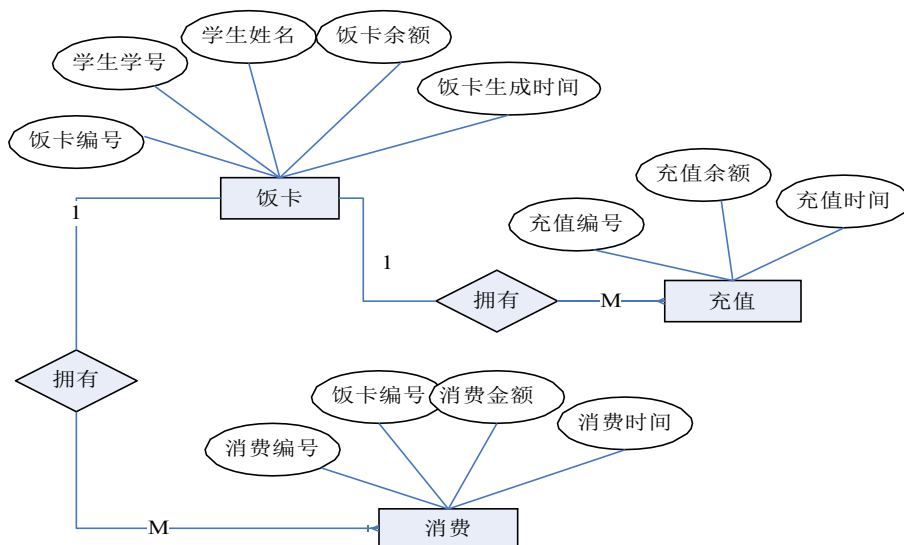 学生姓名
饭卡余额
学生学号
饭卡生成时间
饭卡编号
饭卡
1
充值余额
充值时间
充值编号
1
拥有
M
充值
拥有
饭卡编号
消费金额
消费时间
消费编号
M
消费